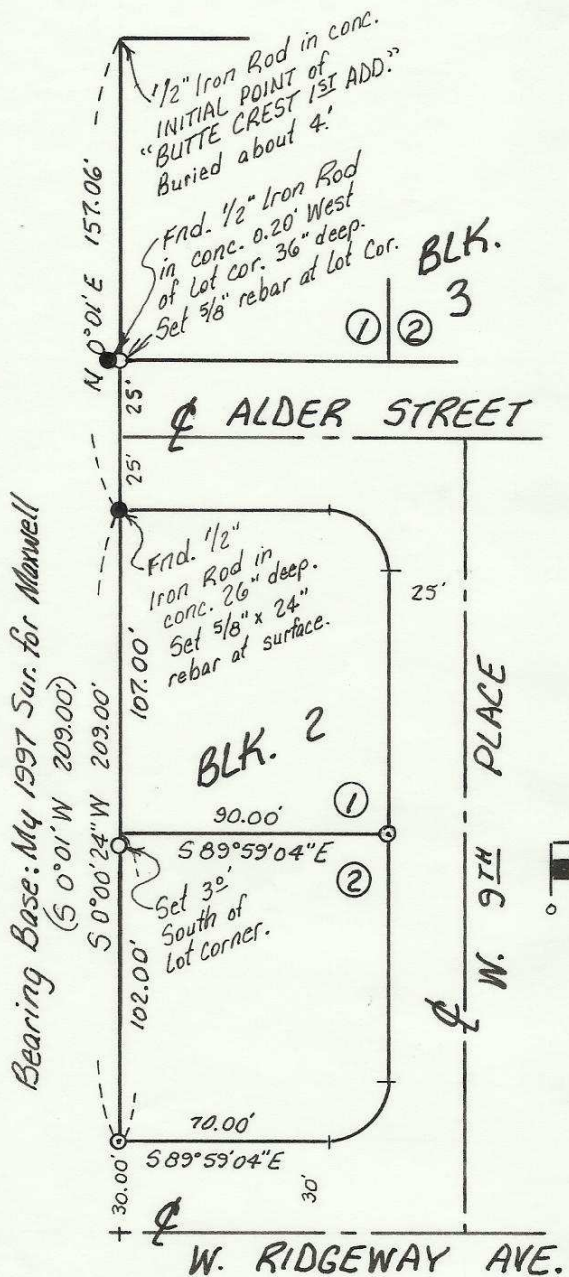 1/2" Iron Rod in conc.
INITIAL POINT of
"BUTTE CREST 1ST ADD."
Buried about 4'
Fnd. 1/2" Iron Rod
in conc. 0.20' West
of Lot cor. 36" deep.
Set 5/8" rebar at Lot Cor.
N 0°01' E 157.06'
BLK.
3
1 2
25'
℄ ALDER STREET
25'
Fnd. 1/2"
Iron Rod in
conc. 26" deep.
Set 5/8" x 24"
rebar at surface.
25'
107.00'
Bearing Base: My 1997 Sur. for Maxwell
(S 0°01' W 209.00')
S 0°00'24" W 209.00'
BLK. 2
1
90.00'
S 89°59'04" E
2
Set 3.0'
South of
Lot corner.
102.00'
℄ W. 9TH PLACE
70.00'
S 89°59'04" E
30.00'
30'
℄
W. RIDGEWAY AVE.